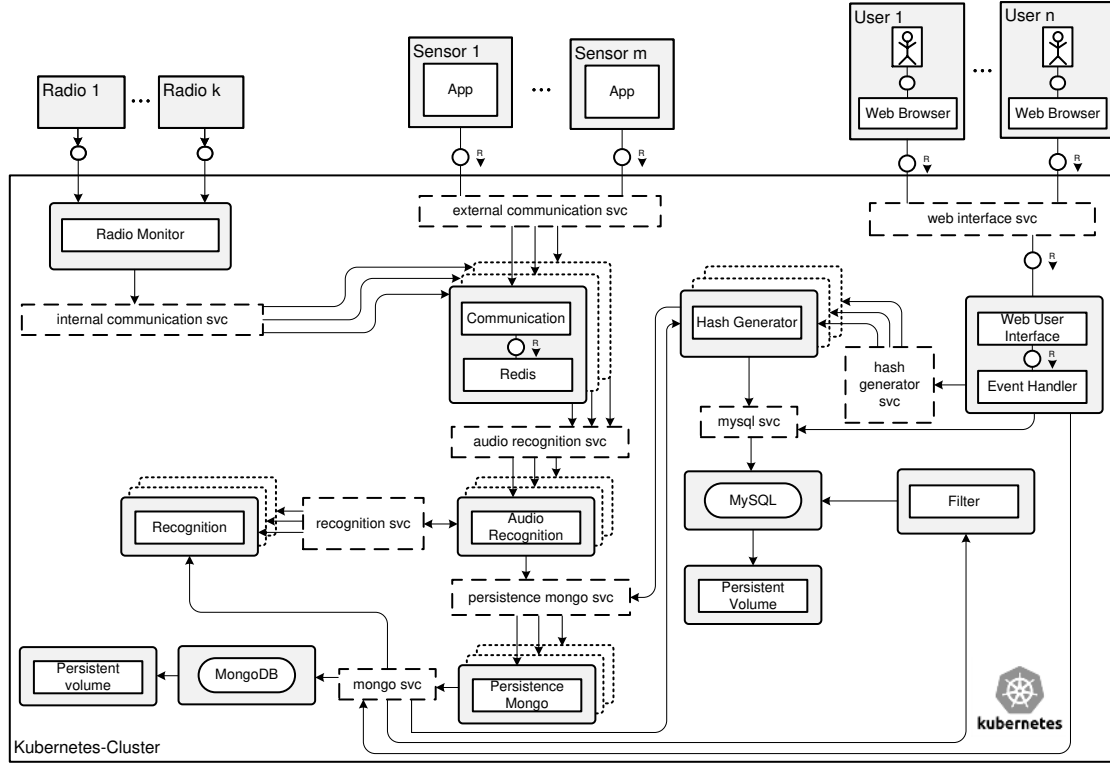 User 1
User n
Sensor 1
Sensor m
...
Radio 1
...
Radio k
App
...
App
Web Browser
Web Browser
R
R
R
R
external communication svc
web interface svc
Radio Monitor
R
internal communication svc
Communication
R
Redis
Hash Generator
Web User
Interface
R
Event Handler
hash
generator
svc
mysql svc
audio recognition svc
MySQL
Filter
Recognition
recognition svc
Audio
Recognition
Persistent
Volume
persistence mongo svc
Persistent
volume
MongoDB
mongo svc
Persistence
Mongo
kubernetes
Kubernetes-Cluster